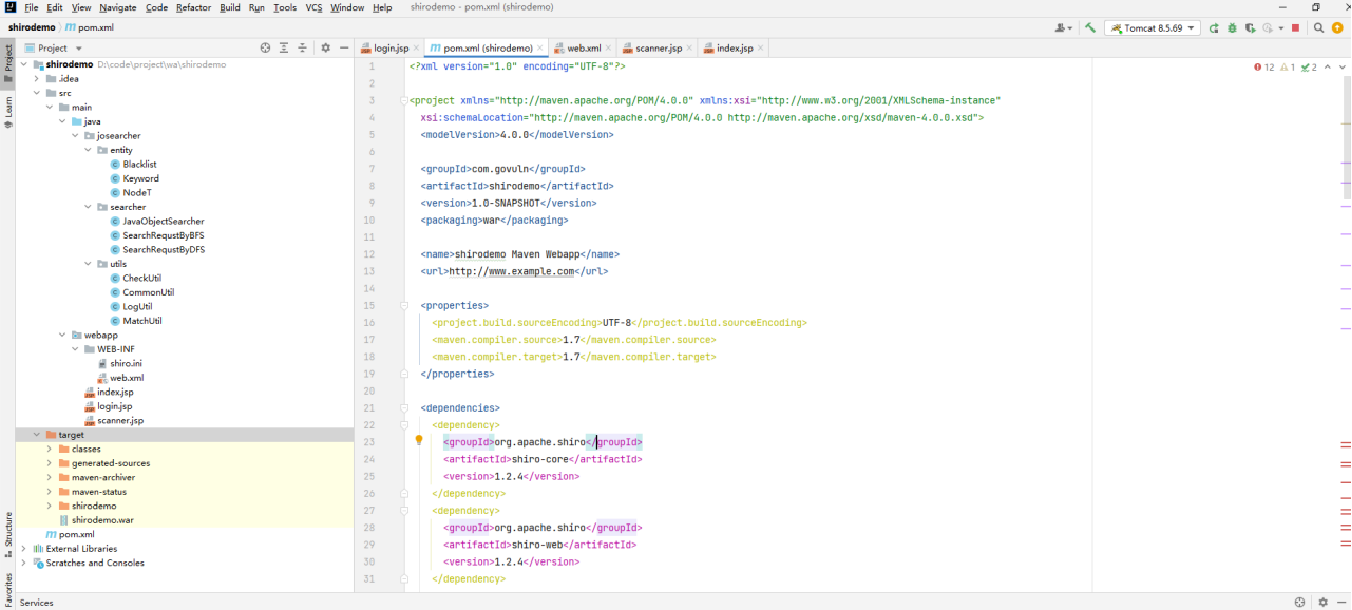 File Edit View Navigate Code Refactor Build Run Tools VCS Window Help shirodemo - pom.xml (shirodemo)
shirodemo pom.xml
Tomcat 8.5.69
Project
login.jsp pom.xml (shirodemo) web.xml scanner.jsp index.jsp
Project
Learn
Structure
Favorites
shirodemo D:\code\project\wa\shirodemo
.idea
src
main
java
josearcher
entity
Blacklist
Keyword
NodeT
searcher
JavaObjectSearcher
SearchRequstByBFS
SearchRequstByDFS
utils
CheckUtil
CommonUtil
LogUtil
MatchUtil
webapp
WEB-INF
shiro.ini
web.xml
index.jsp
login.jsp
scanner.jsp
target
classes
generated-sources
maven-archiver
maven-status
shirodemo
shirodemo.war
pom.xml
External Libraries
Scratches and Consoles
12 1 2
1 <?xml version="1.0" encoding="UTF-8"?>
2
3 <project xmlns="http://maven.apache.org/POM/4.0.0" xmlns:xsi="http://www.w3.org/2001/XMLSchema-instance"
4 xsi:schemaLocation="http://maven.apache.org/POM/4.0.0 http://maven.apache.org/xsd/maven-4.0.0.xsd">
5 <modelVersion>4.0.0</modelVersion>
6
7 <groupId>com.govuln</groupId>
8 <artifactId>shirodemo</artifactId>
9 <version>1.0-SNAPSHOT</version>
10 <packaging>war</packaging>
11
12 <name>shirodemo Maven Webapp</name>
13 <url>http://www.example.com</url>
14
15 <properties>
16 <project.build.sourceEncoding>UTF-8</project.build.sourceEncoding>
17 <maven.compiler.source>1.7</maven.compiler.source>
18 <maven.compiler.target>1.7</maven.compiler.target>
19 </properties>
20
21 <dependencies>
22 <dependency>
23 <groupId>org.apache.shiro</groupId>
24 <artifactId>shiro-core</artifactId>
25 <version>1.2.4</version>
26 </dependency>
27 <dependency>
28 <groupId>org.apache.shiro</groupId>
29 <artifactId>shiro-web</artifactId>
30 <version>1.2.4</version>
31 </dependency>
Services